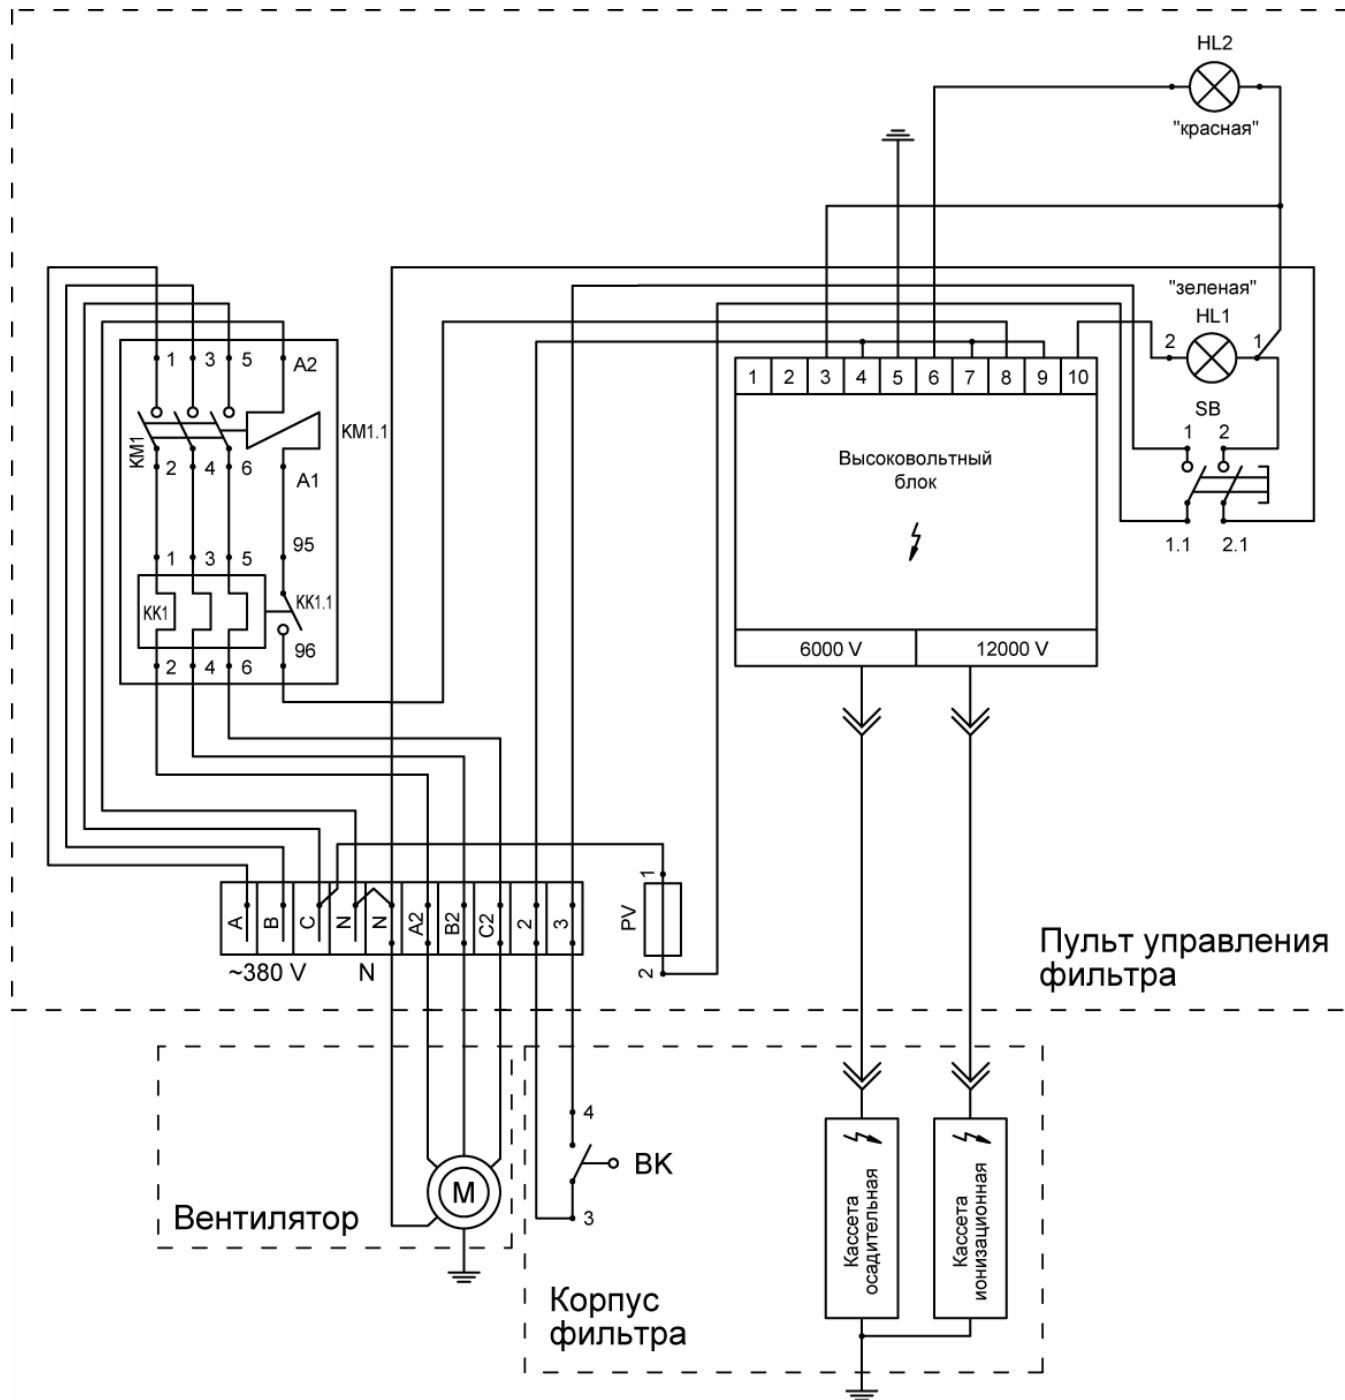 HL2
"красная"
"зеленая"
HL1
2
1
SB
1
2
1.1
2.1
1
3
5
A2
KM1
KM1.1
2
4
6
A1
95
1
3
5
KK1
KK1.1
96
2
4
6
1
2
3
4
5
6
7
8
9
10
Высоковольтный
блок
6000 V
12000 V
A
B
C
N
N
A2
B2
C2
2
3
~380 V
N
1
PV
2
Пульт управления
фильтра
4
BK
3
M
Вентилятор
Кассета
осадительная
Кассета
ионизационная
Корпус
фильтра